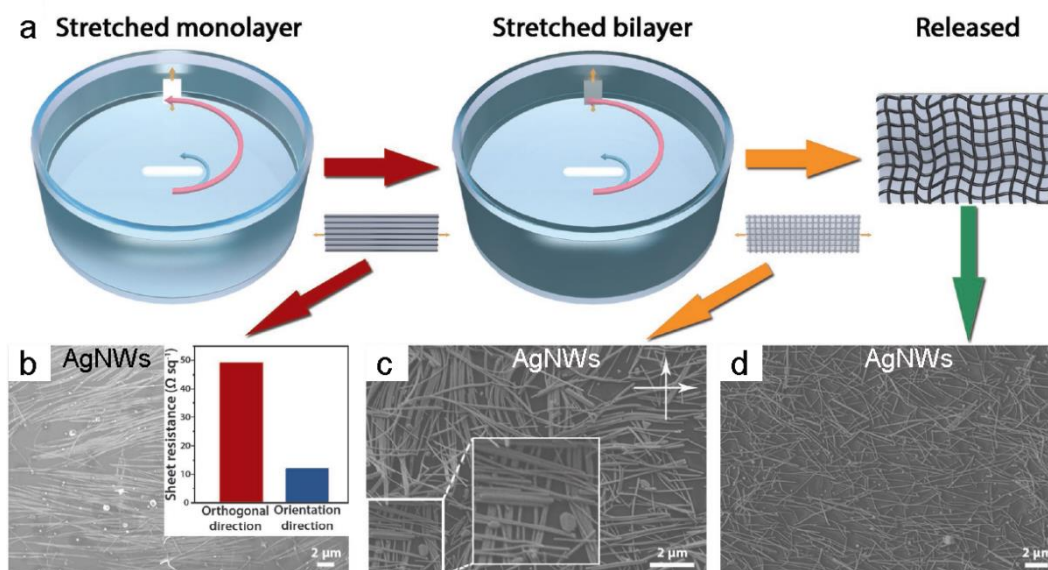 a
Stretched monolayer
Stretched bilayer
Released
b
AgNWs
Sheet resistance (Ω sq⁻¹)
50
40
30
20
10
0
Orthogonal direction
Orientation direction
2 μm
c
AgNWs
2 μm
d
AgNWs
2 μm